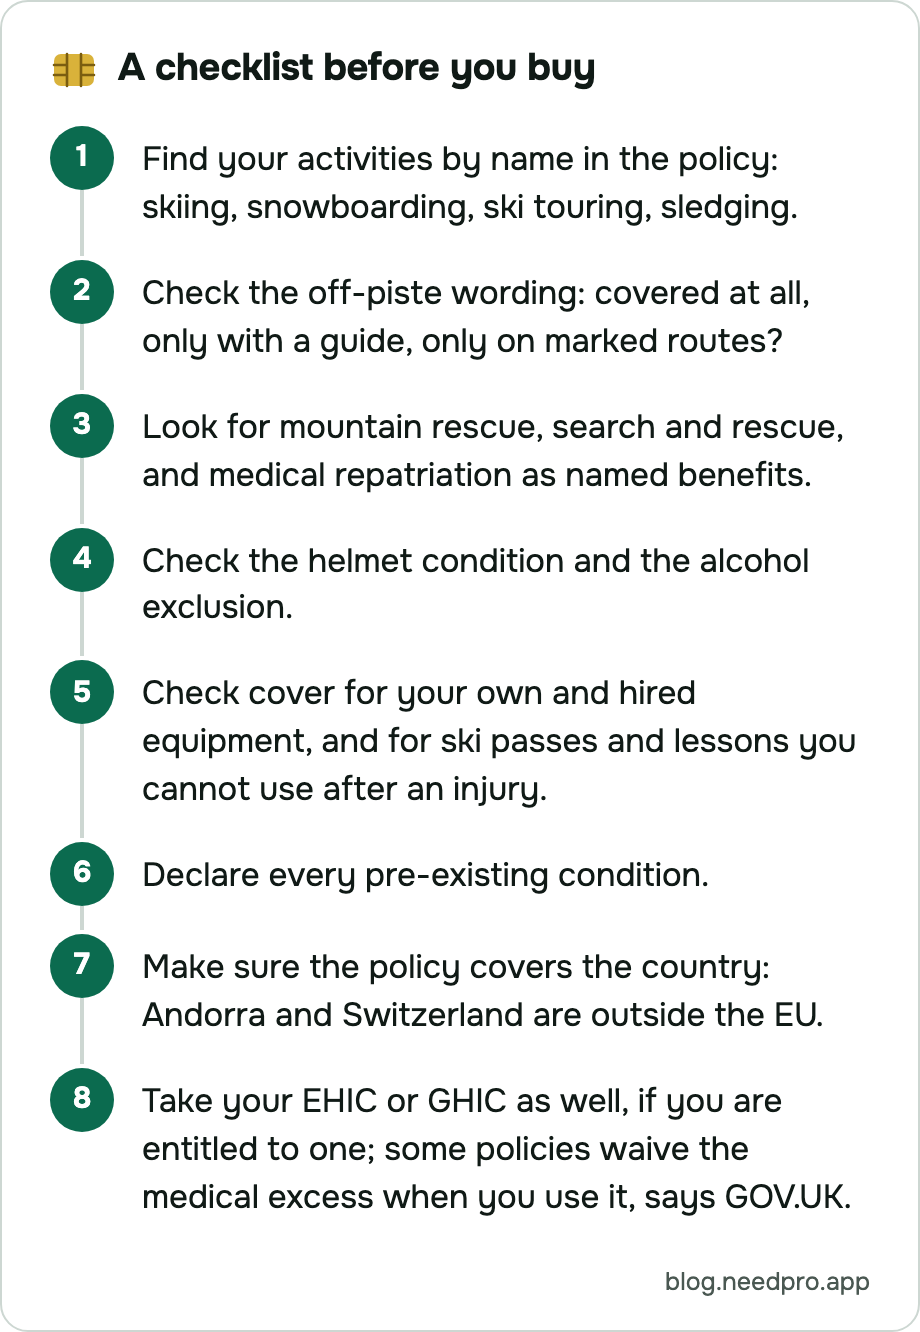 A checklist before you buy
1
Find your activities by name in the policy:
skiing, snowboarding, ski touring, sledging.
2
Check the off-piste wording: covered at all,
only with a guide, only on marked routes?
3
Look for mountain rescue, search and rescue,
and medical repatriation as named benefits.
4
Check the helmet condition and the alcohol
exclusion.
5
Check cover for your own and hired
equipment, and for ski passes and lessons you
cannot use after an injury.
6
Declare every pre-existing condition.
7
Make sure the policy covers the country:
Andorra and Switzerland are outside the EU.
8
Take your EHIC or GHIC as well, if you are
entitled to one; some policies waive the
medical excess when you use it, says GOV.UK.
blog.needpro.app